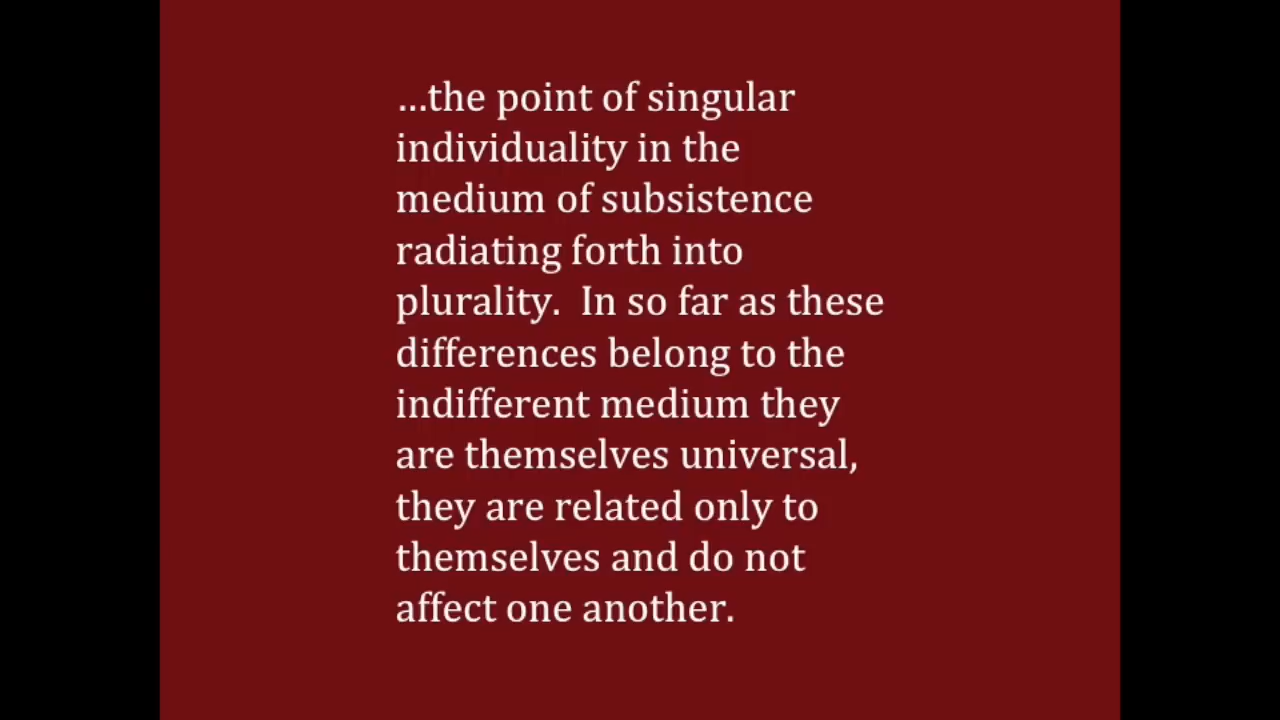 …the point of singular
individuality in the
medium of subsistence
radiating forth into
plurality.  In so far as these
differences belong to the
indifferent medium they
are themselves universal,
they are related only to
themselves and do not
affect one another.